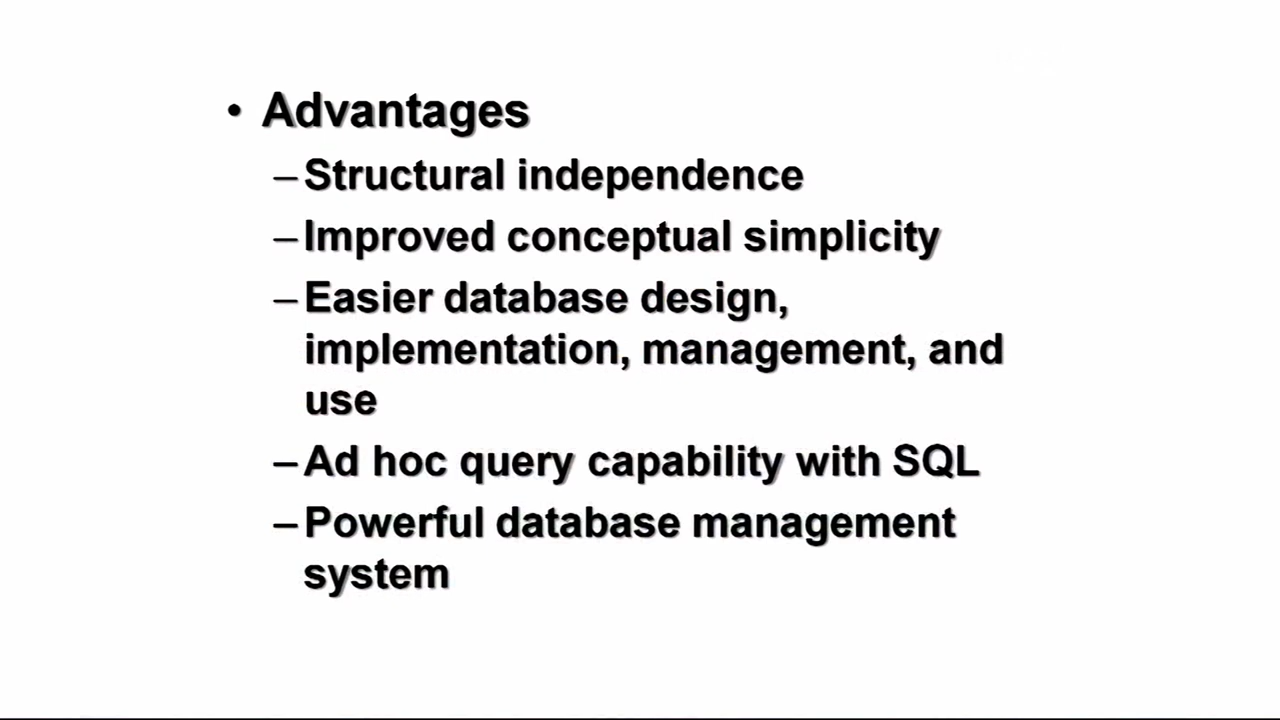 • Advantages
–Structural independence
–Improved conceptual simplicity
–Easier database design,
implementation, management, and
use
–Ad hoc query capability with SQL
–Powerful database management
system